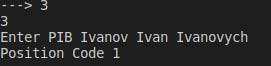 ---> 3
3
Enter PIB Ivanov Ivan Ivanovych
Position Code 1